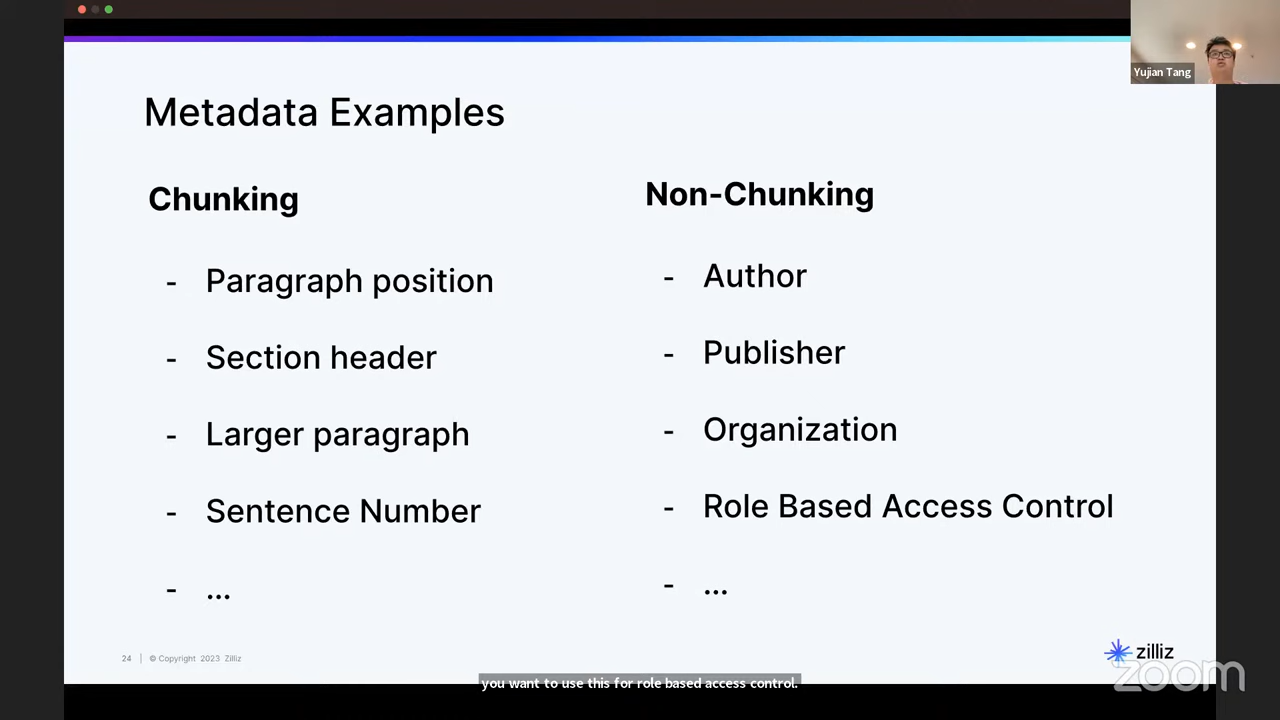 Yujian Tang
Metadata Examples
Chunking
- Paragraph position
- Section header
- Larger paragraph
- Sentence Number
- ...
Non-Chunking
- Author
- Publisher
- Organization
- Role Based Access Control
- ...
24 | © Copyright 2023 Zilliz
zilliz
zoom
you want to use this for role based access control.